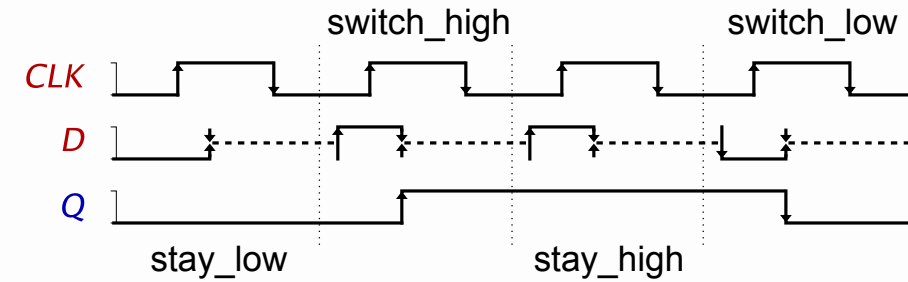 switch_high
switch_low
CLK
D
Q
stay_low
stay_high